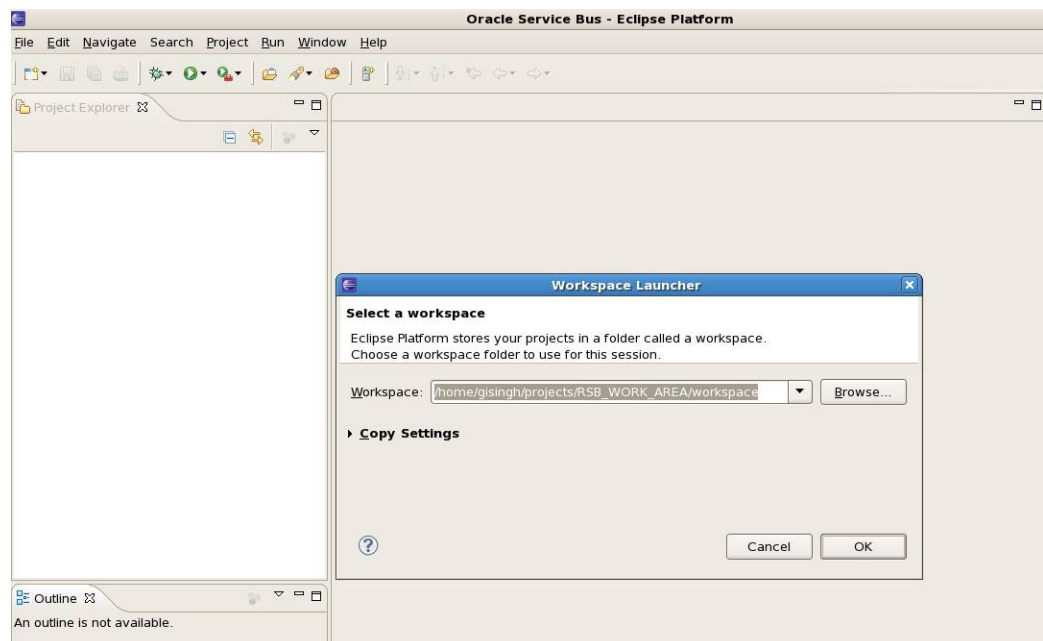 Oracle Service Bus - Eclipse Platform
File Edit Navigate Search Project Run Window Help
Project Explorer
Workspace Launcher
Select a workspace
Eclipse Platform stores your projects in a folder called a workspace.
Choose a workspace folder to use for this session.
Workspace: /home/gisingh/projects/RSB_WORK_AREA/workspace Browse...
Copy Settings
Cancel OK
Outline
An outline is not available.